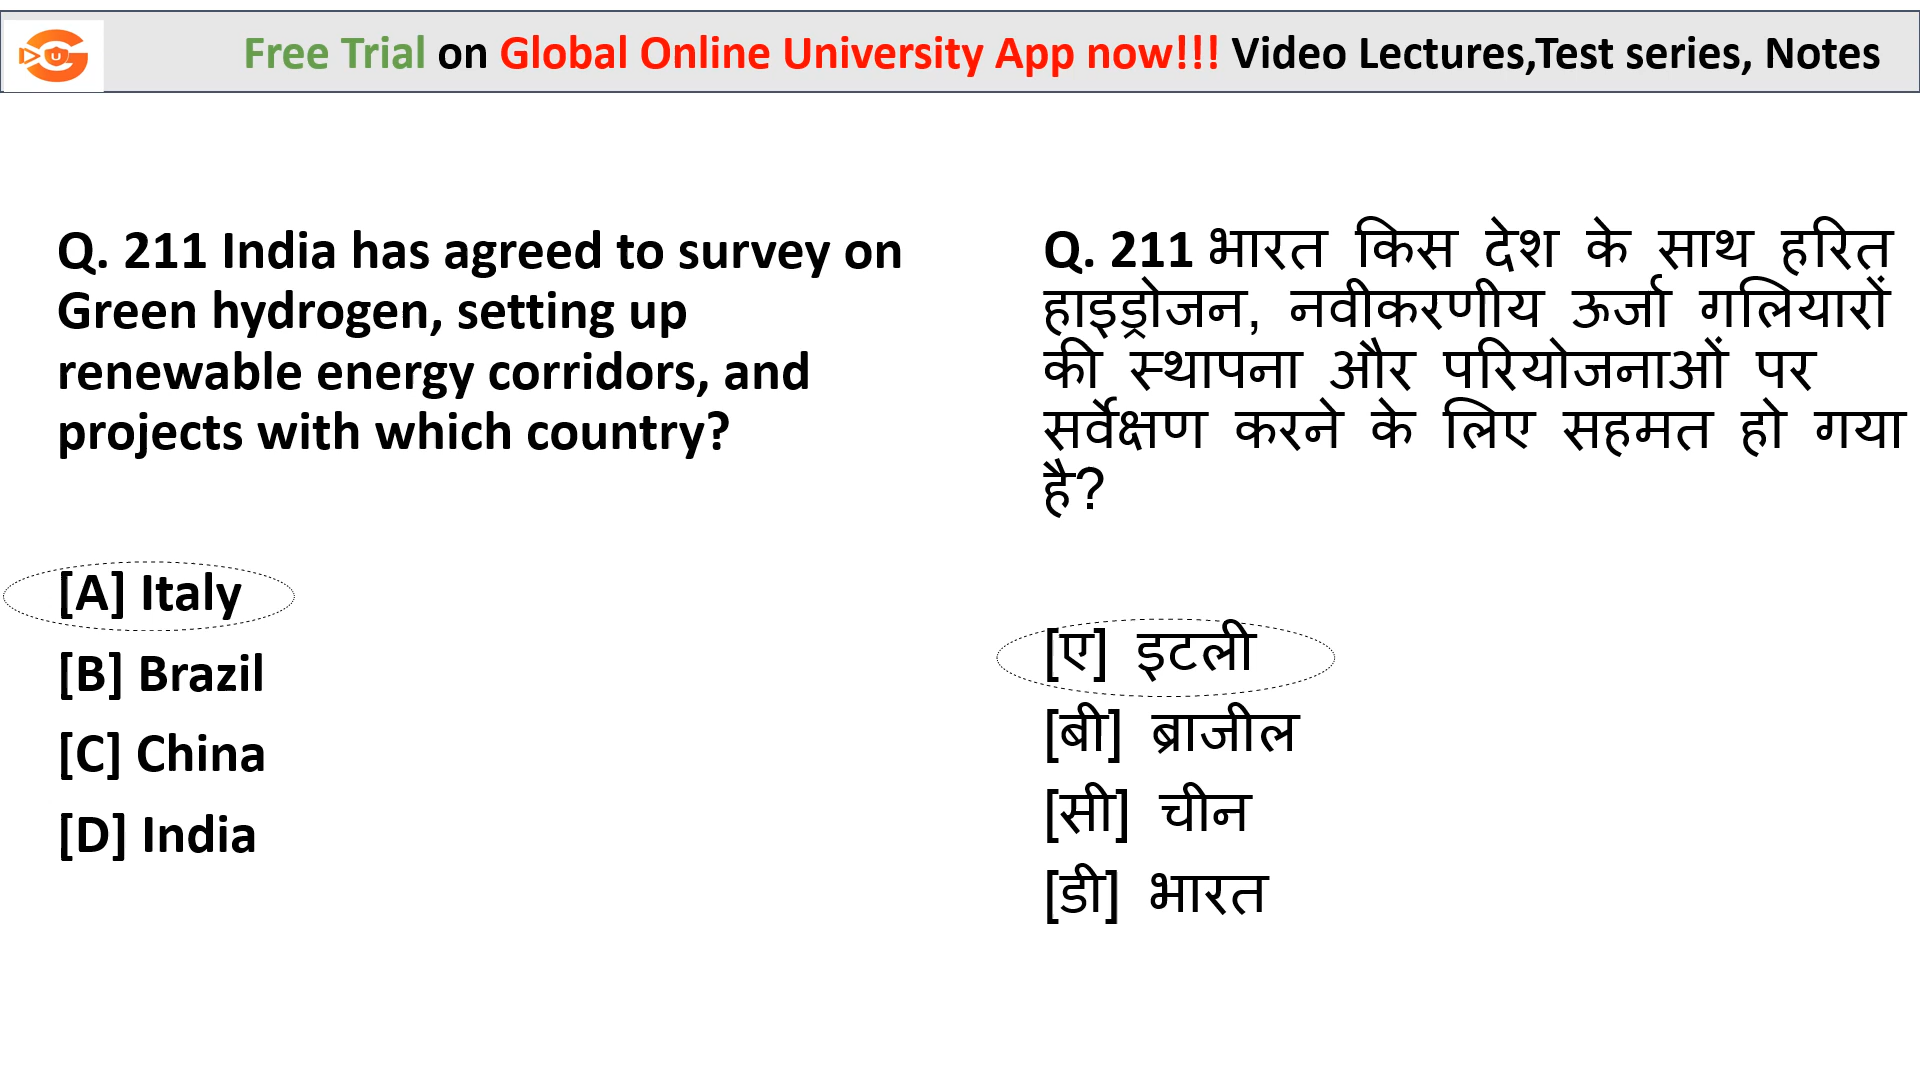 Free Trial on Global Online University App now!!! Video Lectures,Test series, Notes
U
Q. 211 India has agreed to survey on
Green hydrogen, setting up
renewable energy corridors, and
projects with which country?
[A] Italy
[B] Brazil
[C] China
[D] India
Q. 211 भारत किस देश के साथ हरित
हाइड्रोजन, नवीकरणीय ऊर्जा गलियारों
की स्थापना और परियोजनाओं पर
सर्वेक्षण करने के लिए सहमत हो गया
है?
[ए] इटली
[बी] ब्राजील
[सी] चीन
[डी] भारत